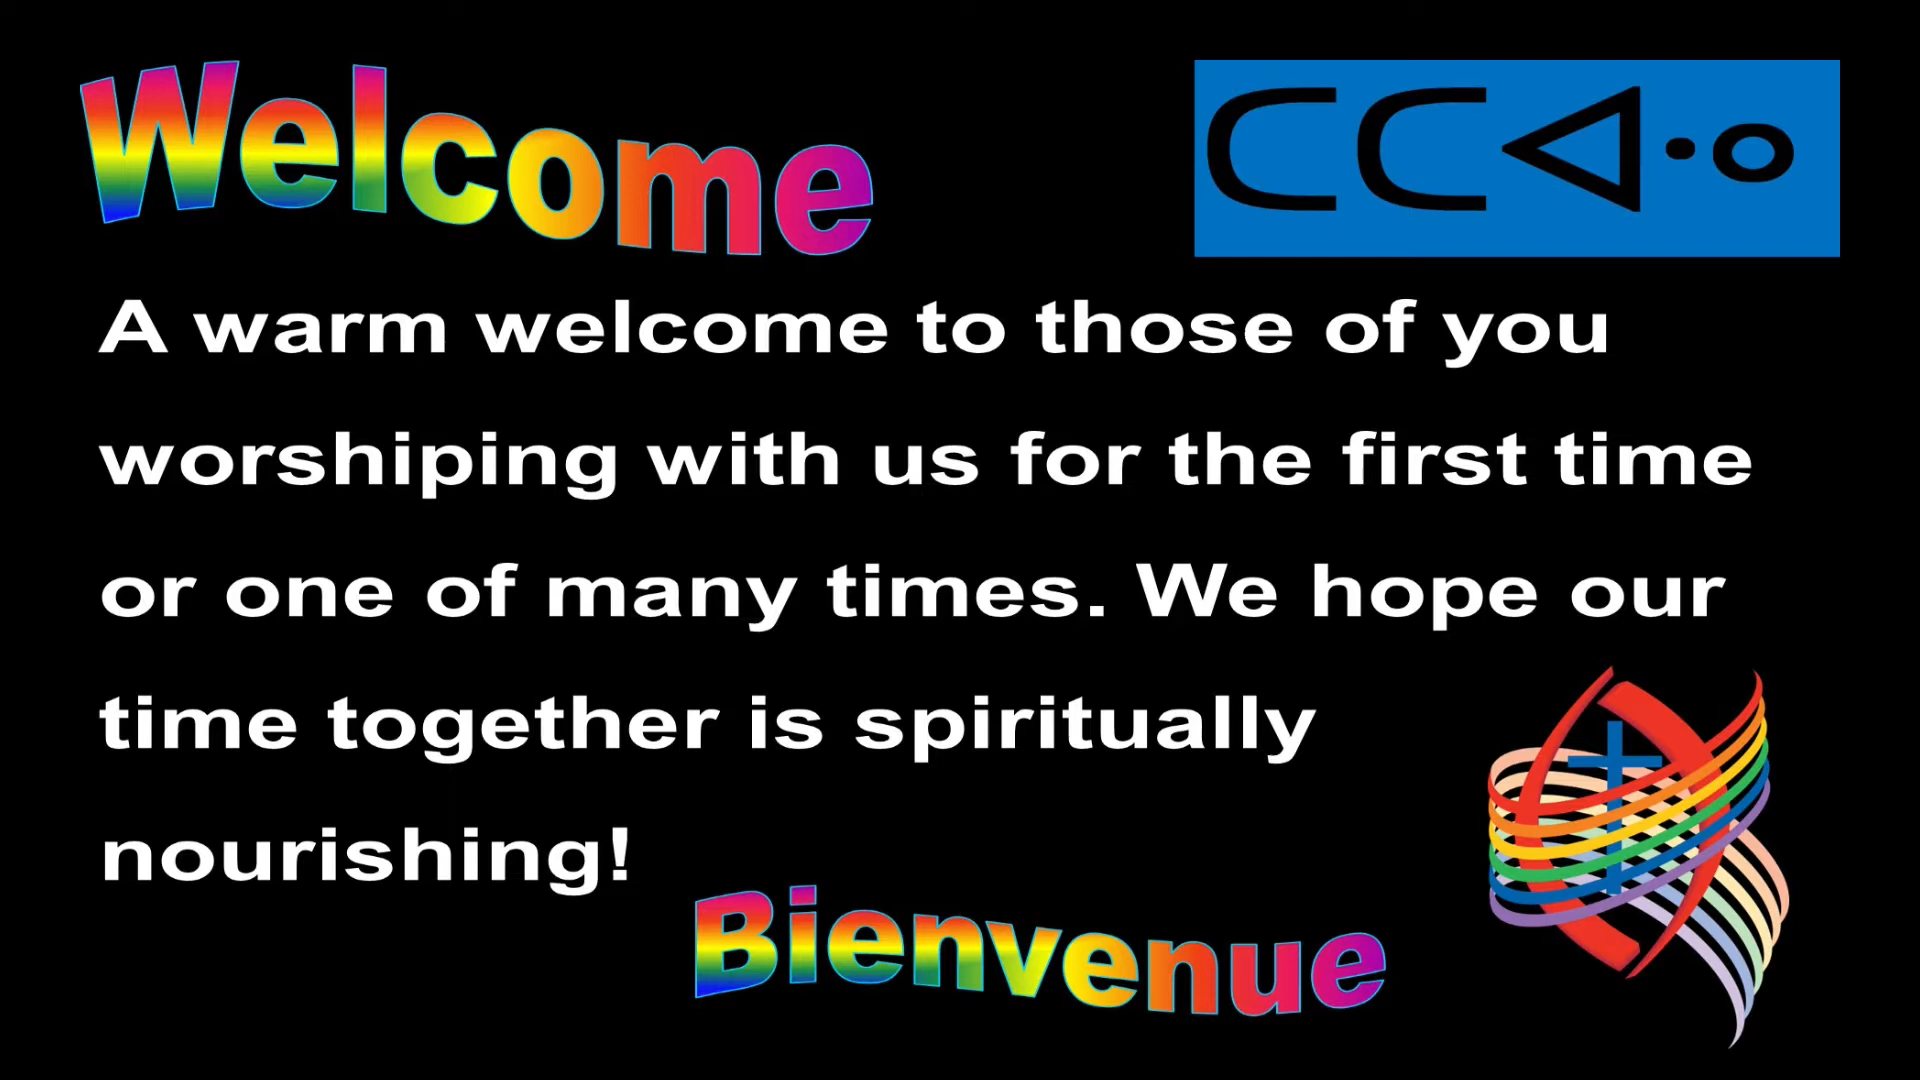 Welcome
ᑕᑕᐊᐧᐤ
A warm welcome to those of you
worshiping with us for the first time
or one of many times. We hope our
time together is spiritually
nourishing!
Bienvenue